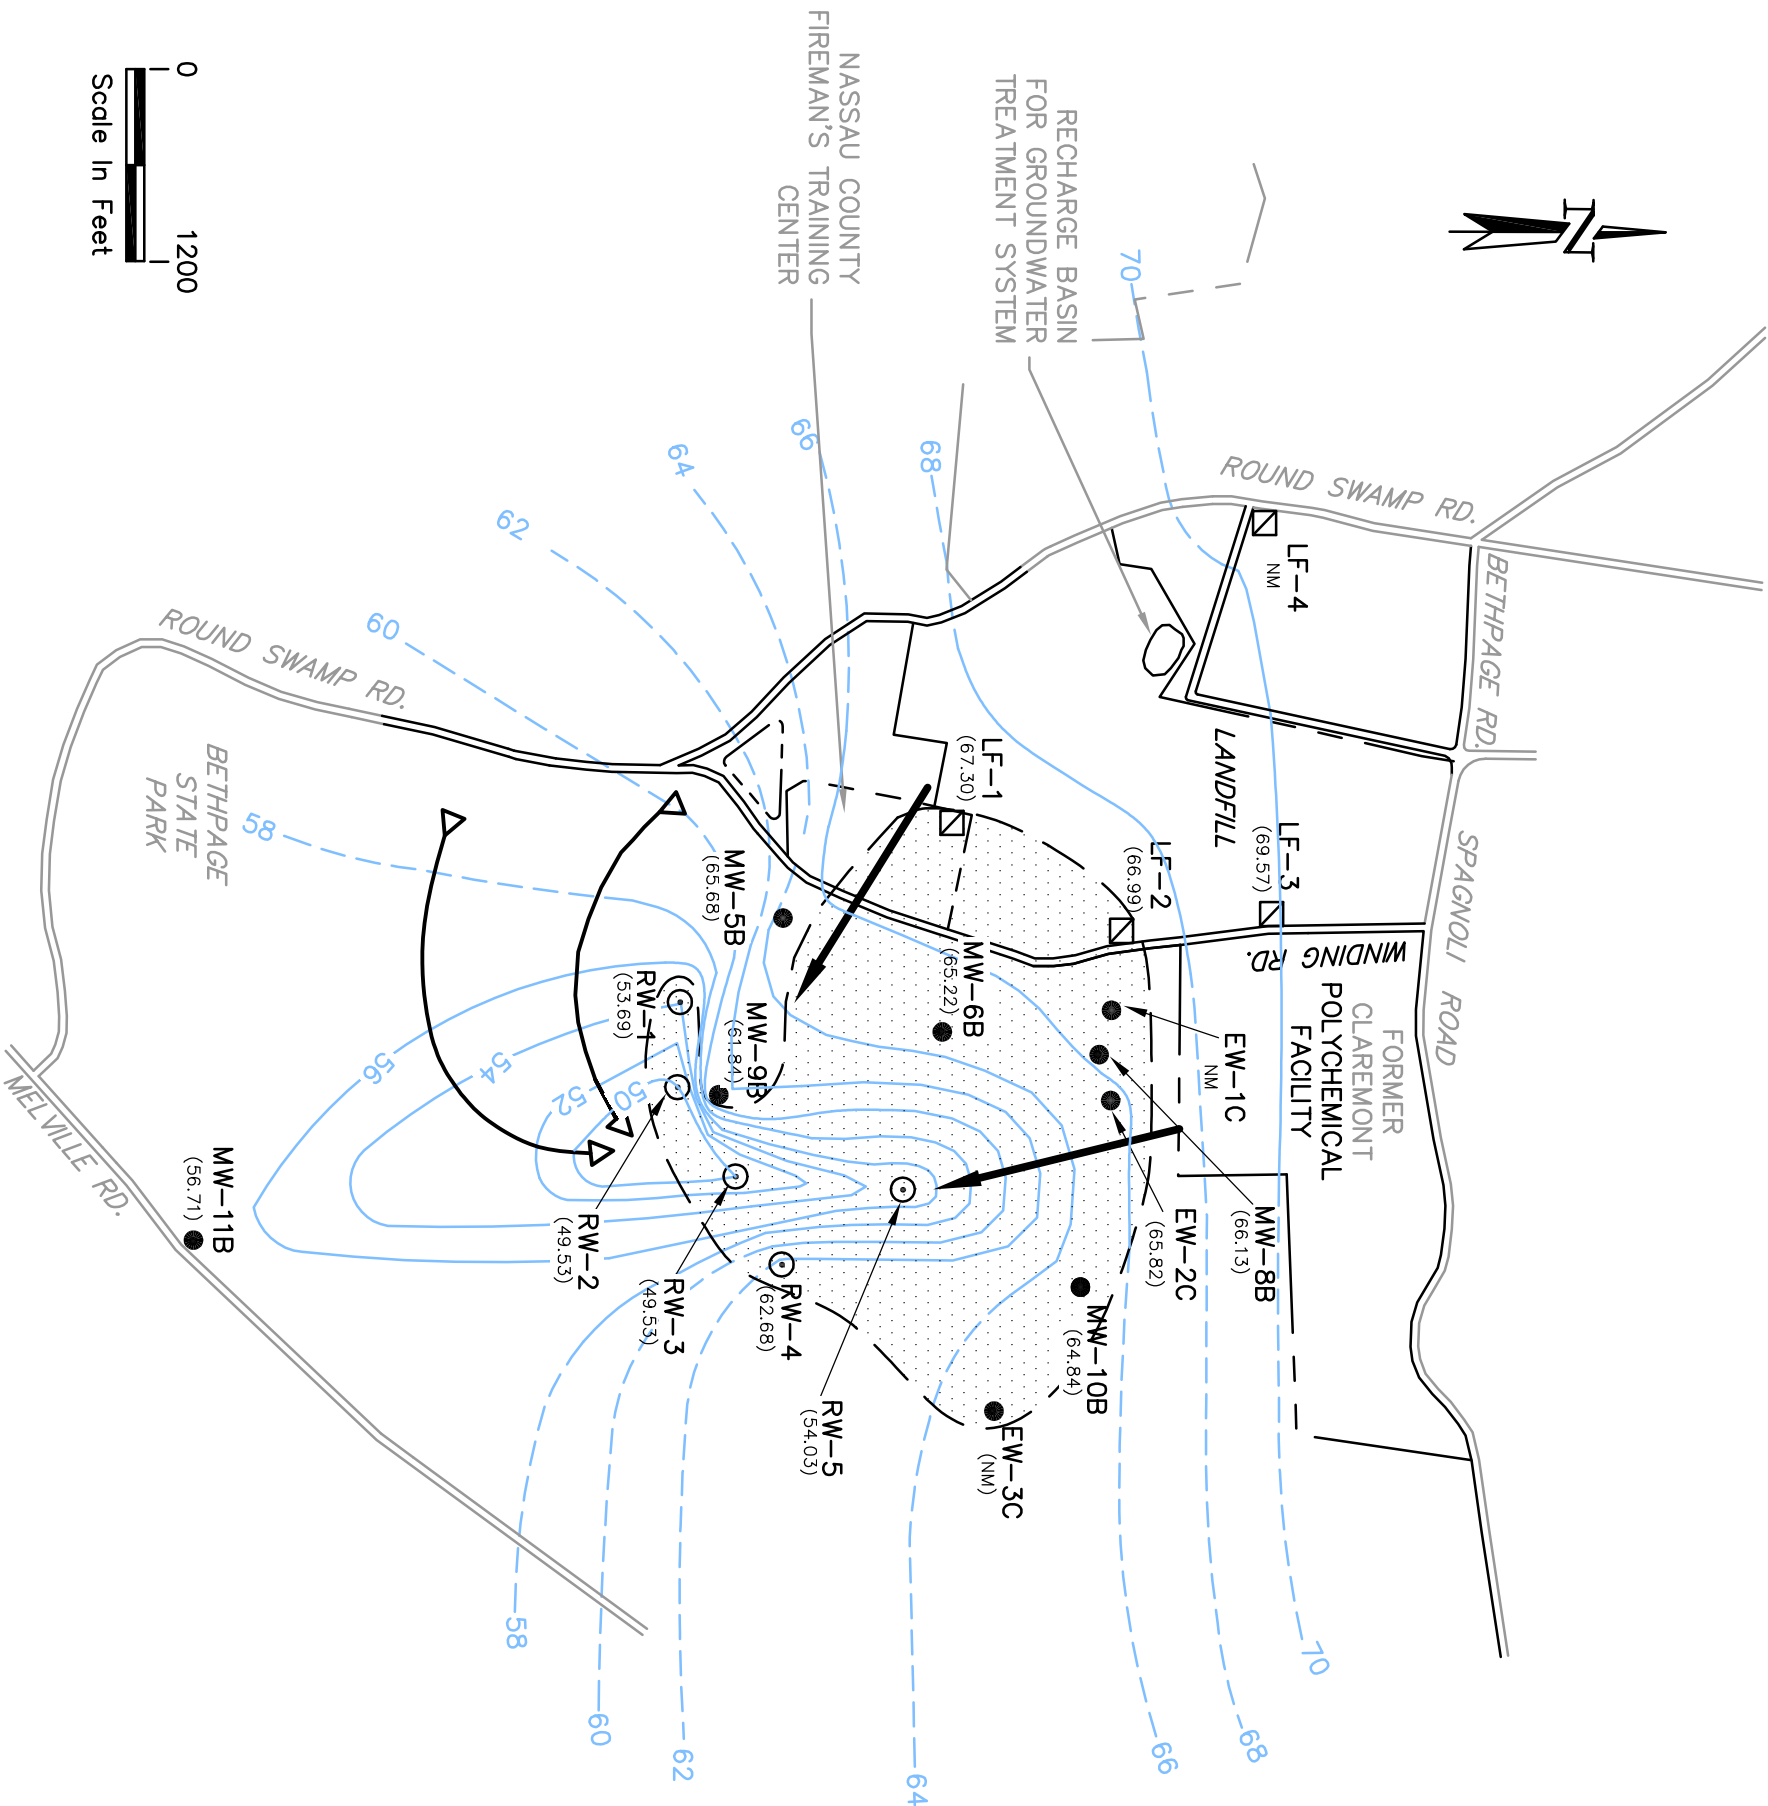 N
BETHPAGE RD.
ROUND SWAMP RD.
SPAGNOLI ROAD
LF-4
NM
LANDFILL
LF-3
(69.57)
WINDING RD.
FORMER
CLAREMONT
POLYCHEMICAL
FACILITY
RECHARGE BASIN
FOR GROUNDWATER
TREATMENT SYSTEM
NASSAU COUNTY
FIREMAN'S TRAINING
CENTER
LF-1
(67.30)
LF-2
(66.99)
EW-1C
NM
MW-8B
(66.13)
EW-2C
(65.82)
MW-10B
(64.84)
EW-3C
(NM)
MW-6B
(65.22)
MW-5B
(65.68)
MW-9B
(61.84)
RW-1
(53.69)
RW-2
(49.53)
RW-3
(49.53)
RW-4
(62.68)
RW-5
(54.03)
MW-11B
(56.71)
ROUND SWAMP RD.
BETHPAGE
STATE
PARK
MELVILLE RD.
70
68
66
64
62
60
58
56
54
52
50
70
68
66
64
62
60
58
0
1200
Scale In Feet